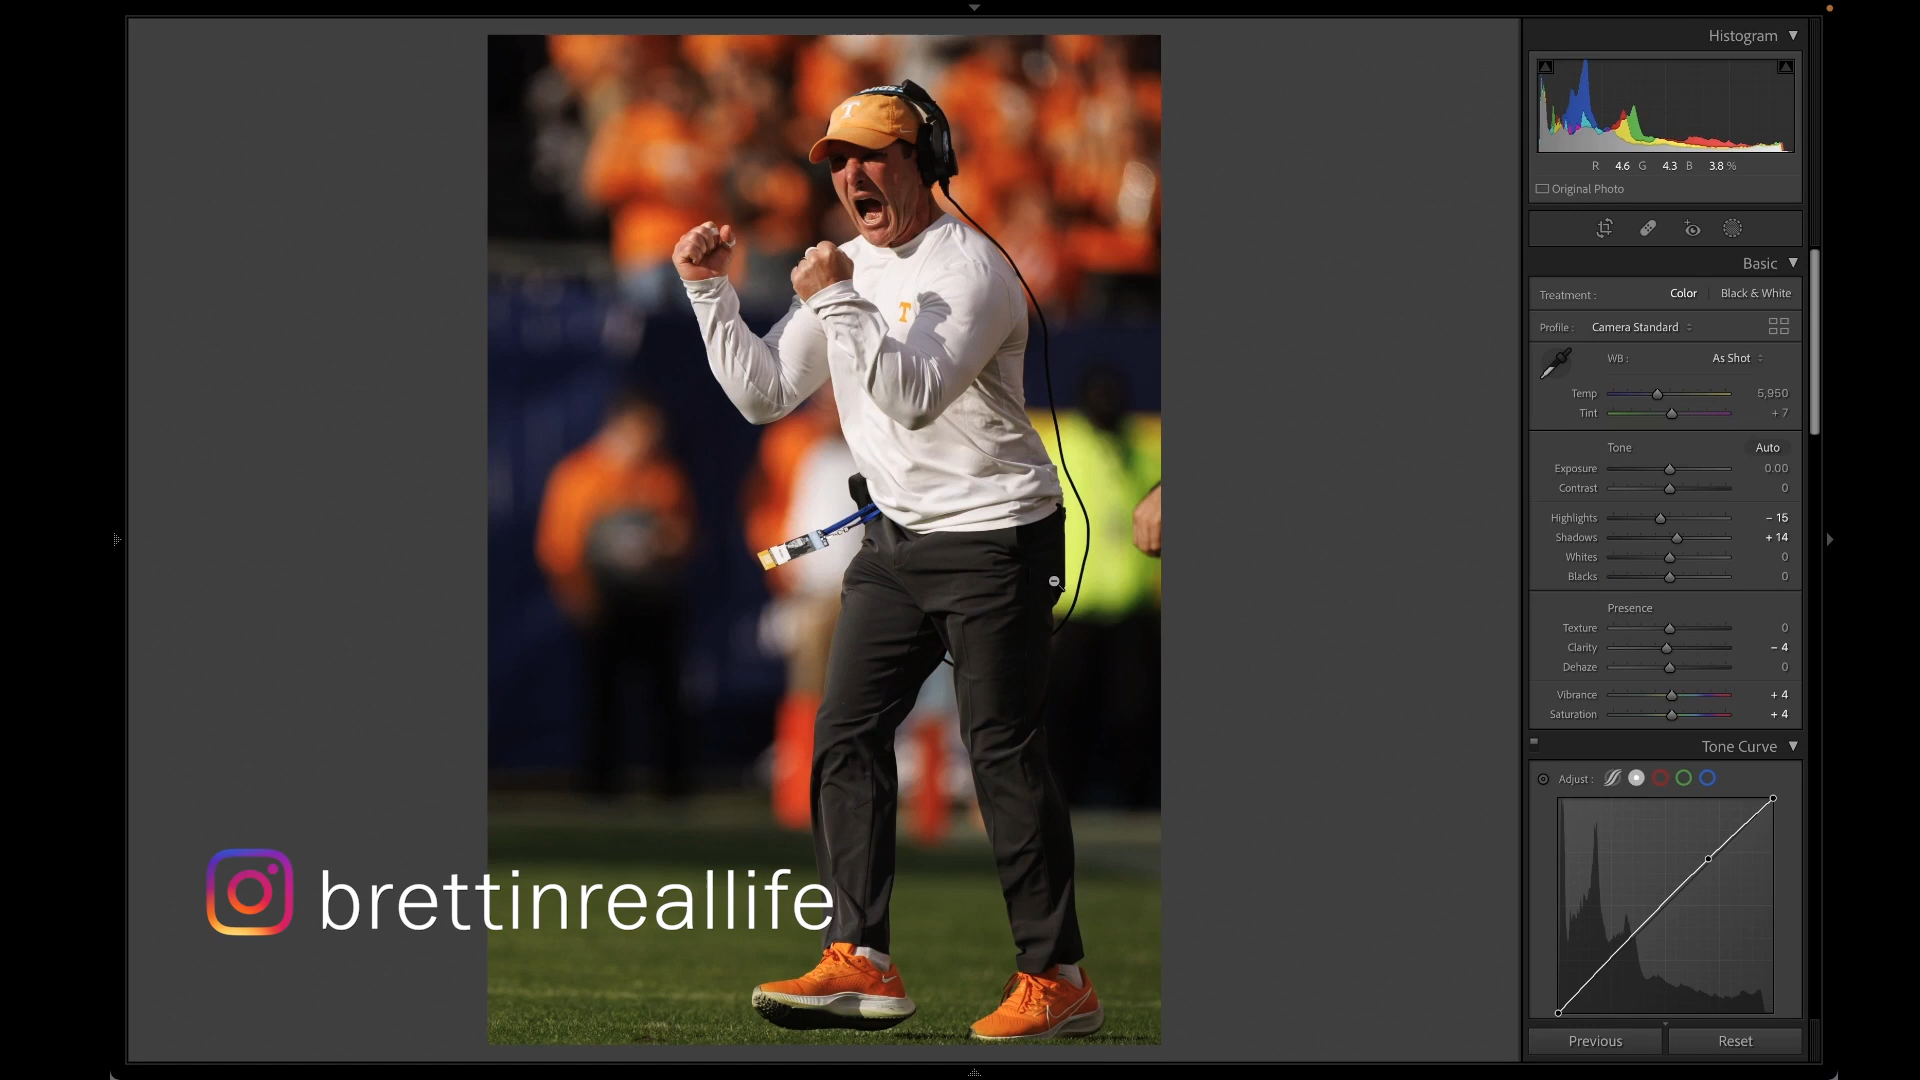 Histogram
R 4.6 G 4.3 B 3.8 %
Original Photo
Basic
Treatment : Color Black & White
Profile : Camera Standard
WB : As Shot
Temp 5,950
Tint + 7
Tone Auto
Exposure 0.00
Contrast 0
Highlights – 15
Shadows + 14
Whites 0
Blacks 0
Presence
Texture 0
Clarity – 4
Dehaze 0
Vibrance + 4
Saturation + 4
Tone Curve
Adjust :
Previous Reset
T
T
brettinreallife